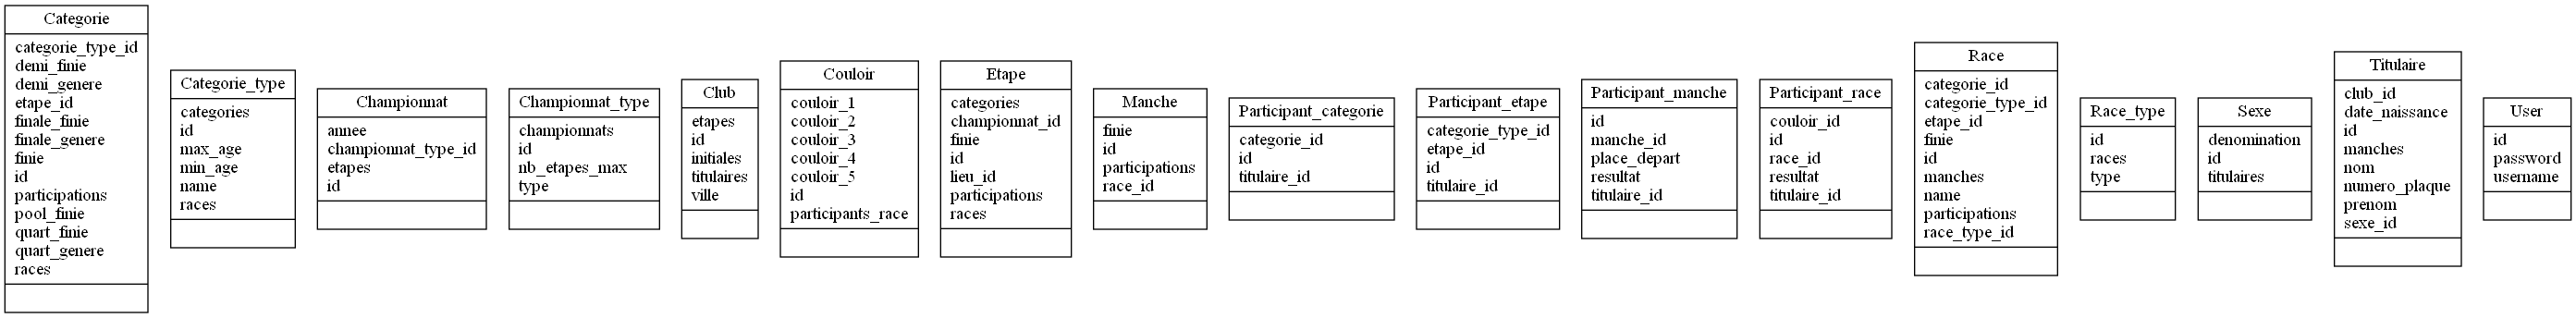 Categorie
categorie_type_id
demi_finie
demi_genere
etape_id
finale_finie
finale_genere
finie
id
participations
pool_finie
quart_finie
quart_genere
races
Categorie_type
categories
id
max_age
min_age
name
races
Championnat
annee
championnat_type_id
etapes
id
Championnat_type
championnats
id
nb_etapes_max
type
Club
etapes
id
initiales
titulaires
ville
Couloir
couloir_1
couloir_2
couloir_3
couloir_4
couloir_5
id
participants_race
Etape
categories
championnat_id
finie
id
lieu_id
participations
races
Manche
finie
id
participations
race_id
Participant_categorie
categorie_id
id
titulaire_id
Participant_etape
categorie_type_id
etape_id
id
titulaire_id
Participant_manche
id
manche_id
place_depart
resultat
titulaire_id
Participant_race
couloir_id
id
race_id
resultat
titulaire_id
Race
categorie_id
categorie_type_id
etape_id
finie
id
manches
name
participations
race_type_id
Race_type
id
races
type
Sexe
denomination
id
titulaires
Titulaire
club_id
date_naissance
id
manches
nom
numero_plaque
prenom
sexe_id
User
id
password
username